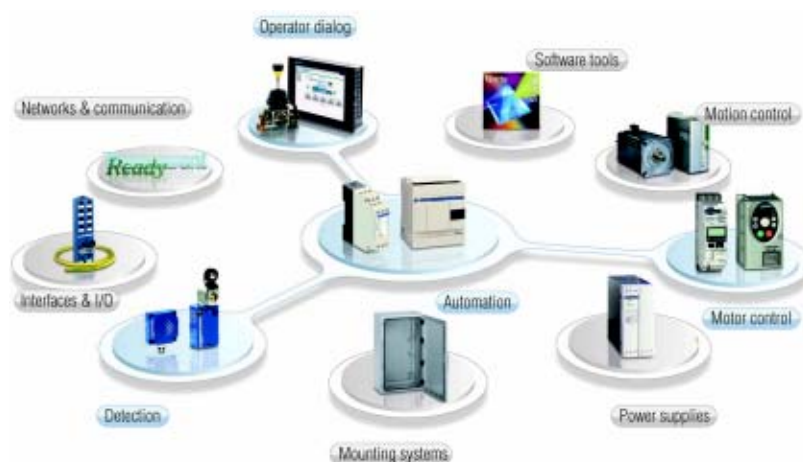 Operator dialog
Software tools
Networks & communication
Motion control
Ready
Interfaces & I/O
Automation
Motor control
Detection
Power supplies
Mounting systems